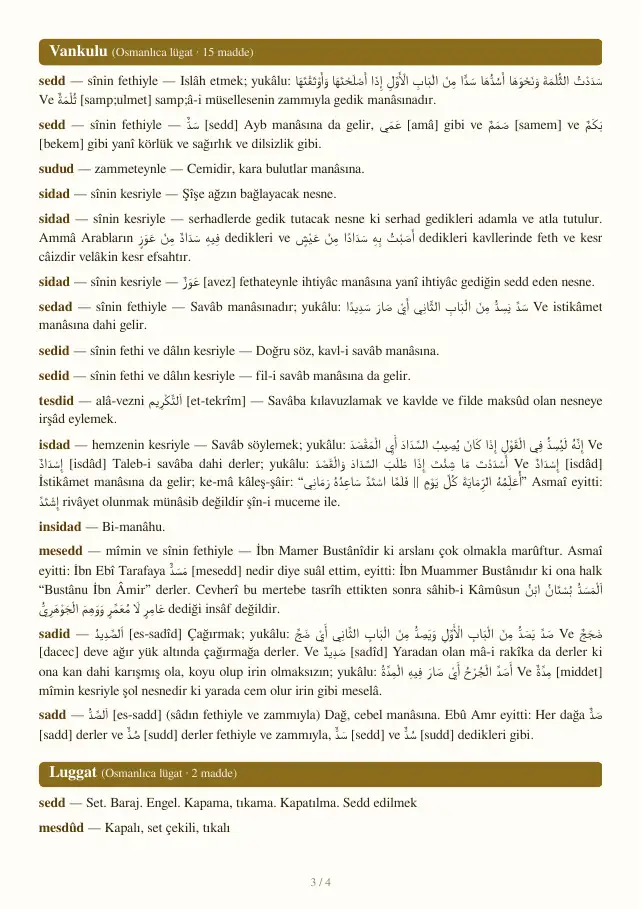 Vankulu (Osmanlıca lügat · 15 madde)
sedd — sînin fethiyle — Islâh etmek; yukâlu: سَدَدْتُ الثُّلْمَةَ وَنَحْوَهَا أَسُدُّهَا سَدًّا مِنَ الْبَابِ الْأَوَّلِ إِذَا أَصْلَحْتَهَا وَأَوْثَقْتَهَا
Ve ثُلْمَةٌ [samp;ulmet] samp;â-i müsellesenin zammıyla gedik manâsınadır.
sedd — sînin fethiyle — سَدٌّ [sedd] Ayb manâsına da gelir, عَمَى [amâ] gibi ve صَمَمٌ [samem] ve بَكَمٌ
[bekem] gibi yanî körlük ve sağırlık ve dilsizlik gibi.
sudud — zammeteynle — Cemidir, kara bulutlar manâsına.
sidad — sînin kesriyle — Şîşe ağzın bağlayacak nesne.
sidad — sînin kesriyle — serhadlerde gedik tutacak nesne ki serhad gedikleri adamla ve atla tutulur.
Ammâ Arabların فِيهِ سَدَادٌ مِنْ عَوَزٍ dedikleri ve أَصَبْتُ بِهِ سَدَادًا مِنْ عَيْشٍ dedikleri kavllerinde feth ve kesr
câizdir velâkin kesr efsahtır.
sidad — sînin kesriyle — عَوَزٌ [avez] fethateynle ihtiyâc manâsına yanî ihtiyâc gediğin sedd eden nesne.
sedad — sînin fethiyle — Savâb manâsınadır; yukâlu: سَدَّ يَسِدُّ مِنَ الْبَابِ الثَّانِي أَيْ صَارَ سَدِيدًا Ve istikâmet
manâsına dahi gelir.
sedid — sînin fethi ve dâlın kesriyle — Doğru söz, kavl-i savâb manâsına.
sedid — sînin fethi ve dâlın kesriyle — fil-i savâb manâsına da gelir.
tesdid — alâ-vezni اَلتَّكْرِيم [et-tekrîm] — Savâba kılavuzlamak ve kavlde ve filde maksûd olan nesneye
irşâd eylemek.
isdad — hemzenin kesriyle — Savâb söylemek; yukâlu: إِنَّهُ لَيُسِدُّ فِي الْقَوْلِ إِذَا كَانَ يُصِيبُ السَّدَادَ أَيِ الْمَقْصَدَ Ve
إِسْدَادٌ [isdâd] Taleb-i savâba dahi derler; yukâlu: أَسْدَدْتَ مَا شِئْتَ إِذَا طَلَبَ السَّدَادَ وَالْقَصْدَ Ve إِسْدَادٌ [isdâd]
İstikâmet manâsına da gelir; ke-mâ kâleş-şâir: “أُعَلِّمُهُ الرِّمَايَةَ كُلَّ يَوْمٍ || فَلَمَّا اسْتَدَّ سَاعِدُهُ رَمَانِي” Asmaî eyitti:
إِشْتَدَّ rivâyet olunmak münâsib değildir şîn-i muceme ile.
insidad — Bi-manâhu.
mesedd — mîmin ve sînin fethiyle — İbn Mamer Bustânîdir ki arslanı çok olmakla marûftur. Asmaî
eyitti: İbn Ebî Tarafaya مَسَدٌّ [mesedd] nedir diye suâl ettim, eyitti: İbn Muammer Bustânıdır ki ona halk
“Bustânu İbn Âmir” derler. Cevherî bu mertebe tasrîh ettikten sonra sâhib-i Kâmûsun اَلْمَسَدُّ بُسْتَانُ ابْنُ
عَامِرٍ لَا مُعَمَّرٍ وَوَهِمَ الْجَوْهَرِيُّ dediği insâf değildir.
sadid — اَلصَّدِيدُ [es-sadîd] Çağırmak; yukâlu: صَدَّ يَصُدُّ مِنَ الْبَابِ الْأَوَّلِ وَيَصِدُّ مِنَ الْبَابِ الثَّانِي أَيْ ضَجَّ Ve ضَجَجٌ
[dacec] deve ağır yük altında çağırmağa derler. Ve صَدِيدٌ [sadîd] Yaradan olan mâ-i rakîka da derler ki
ona kan dahi karışmış ola, koyu olup irin olmaksızın; yukâlu: أَصَدَّ الْجُرْحُ أَيْ صَارَ فِيهِ الْمِدَّةُ Ve مِدَّةٌ [middet]
mîmin kesriyle şol nesnedir ki yarada cem olur irin gibi meselâ.
sadd — اَلصَّدُّ [es-sadd] (sâdın fethiyle ve zammıyla) Dağ, cebel manâsına. Ebû Amr eyitti: Her dağa صَدٌّ
[sadd] derler ve صُدٌّ [sudd] derler fethiyle ve zammıyla, سَدٌّ [sedd] ve سُدٌّ [sudd] dedikleri gibi.
Luggat (Osmanlıca lügat · 2 madde)
sedd — Set. Baraj. Engel. Kapama, tıkama. Kapatılma. Sedd edilmek
mesdûd — Kapalı, set çekili, tıkalı
3 / 4